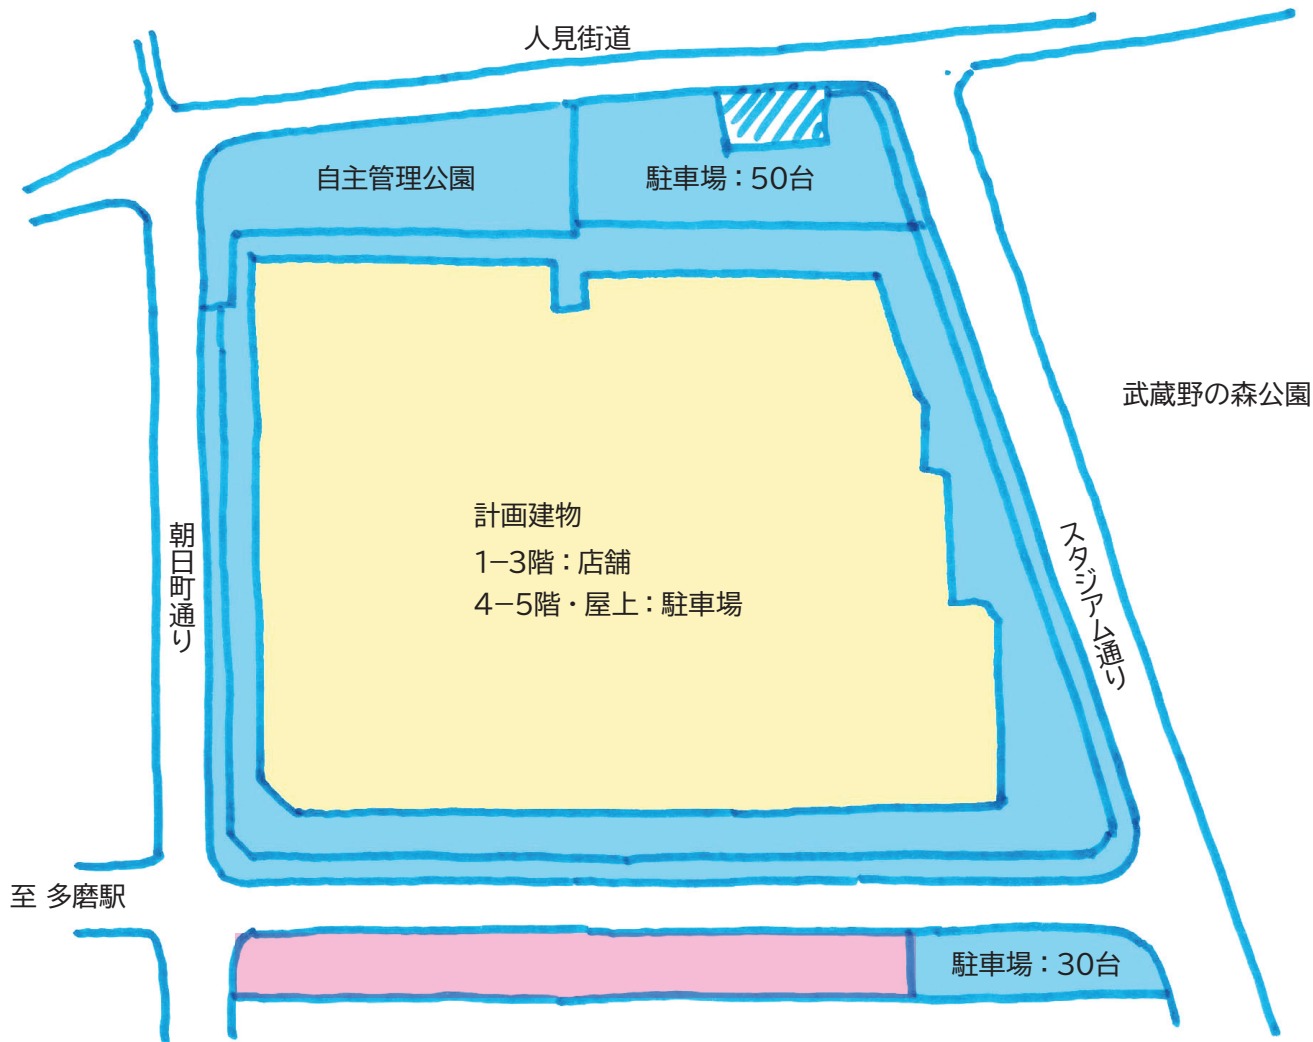 人見街道
自主管理公園
駐車場：50台
武蔵野の森公園
計画建物
1−3階：店舗
4−5階・屋上：駐車場
朝日町通り
スタジアム通り
至 多磨駅
駐車場：30台